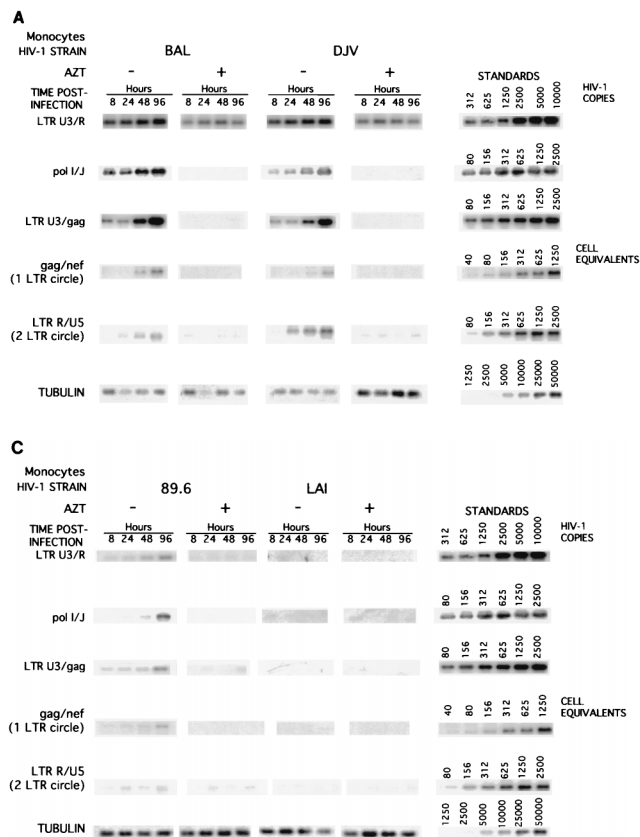 A
Monocytes
HIV-1 STRAIN BAL DJV
AZT - + - +
STANDARDS
TIME POST-INFECTION Hours Hours Hours Hours
8 24 48 96 8 24 48 96 8 24 48 96 8 24 48 96
312 625 1250 2500 5000 10000
HIV-1 COPIES
LTR U3/R
80 156 312 625 1250 2500
pol I/J
80 156 312 625 1250 2500
LTR U3/gag
40 80 156 312 625 1250
CELL EQUIVALENTS
gag/nef
(1 LTR circle)
80 156 312 625 1250 2500
LTR R/U5
(2 LTR circle)
1250 2500 5000 10000 25000 50000
TUBULIN
C
Monocytes
HIV-1 STRAIN 89.6 LAI
AZT - + - +
STANDARDS
TIME POST-INFECTION Hours Hours Hours Hours
8 24 48 96 8 24 48 96 8 24 48 96 8 24 48 96
312 625 1250 2500 5000 10000
HIV-1 COPIES
LTR U3/R
80 156 312 625 1250 2500
pol I/J
80 156 312 625 1250 2500
LTR U3/gag
40 80 156 312 625 1250
CELL EQUIVALENTS
gag/nef
(1 LTR circle)
80 156 312 625 1250 2500
LTR R/U5
(2 LTR circle)
1250 2500 5000 10000 25000 50000
TUBULIN